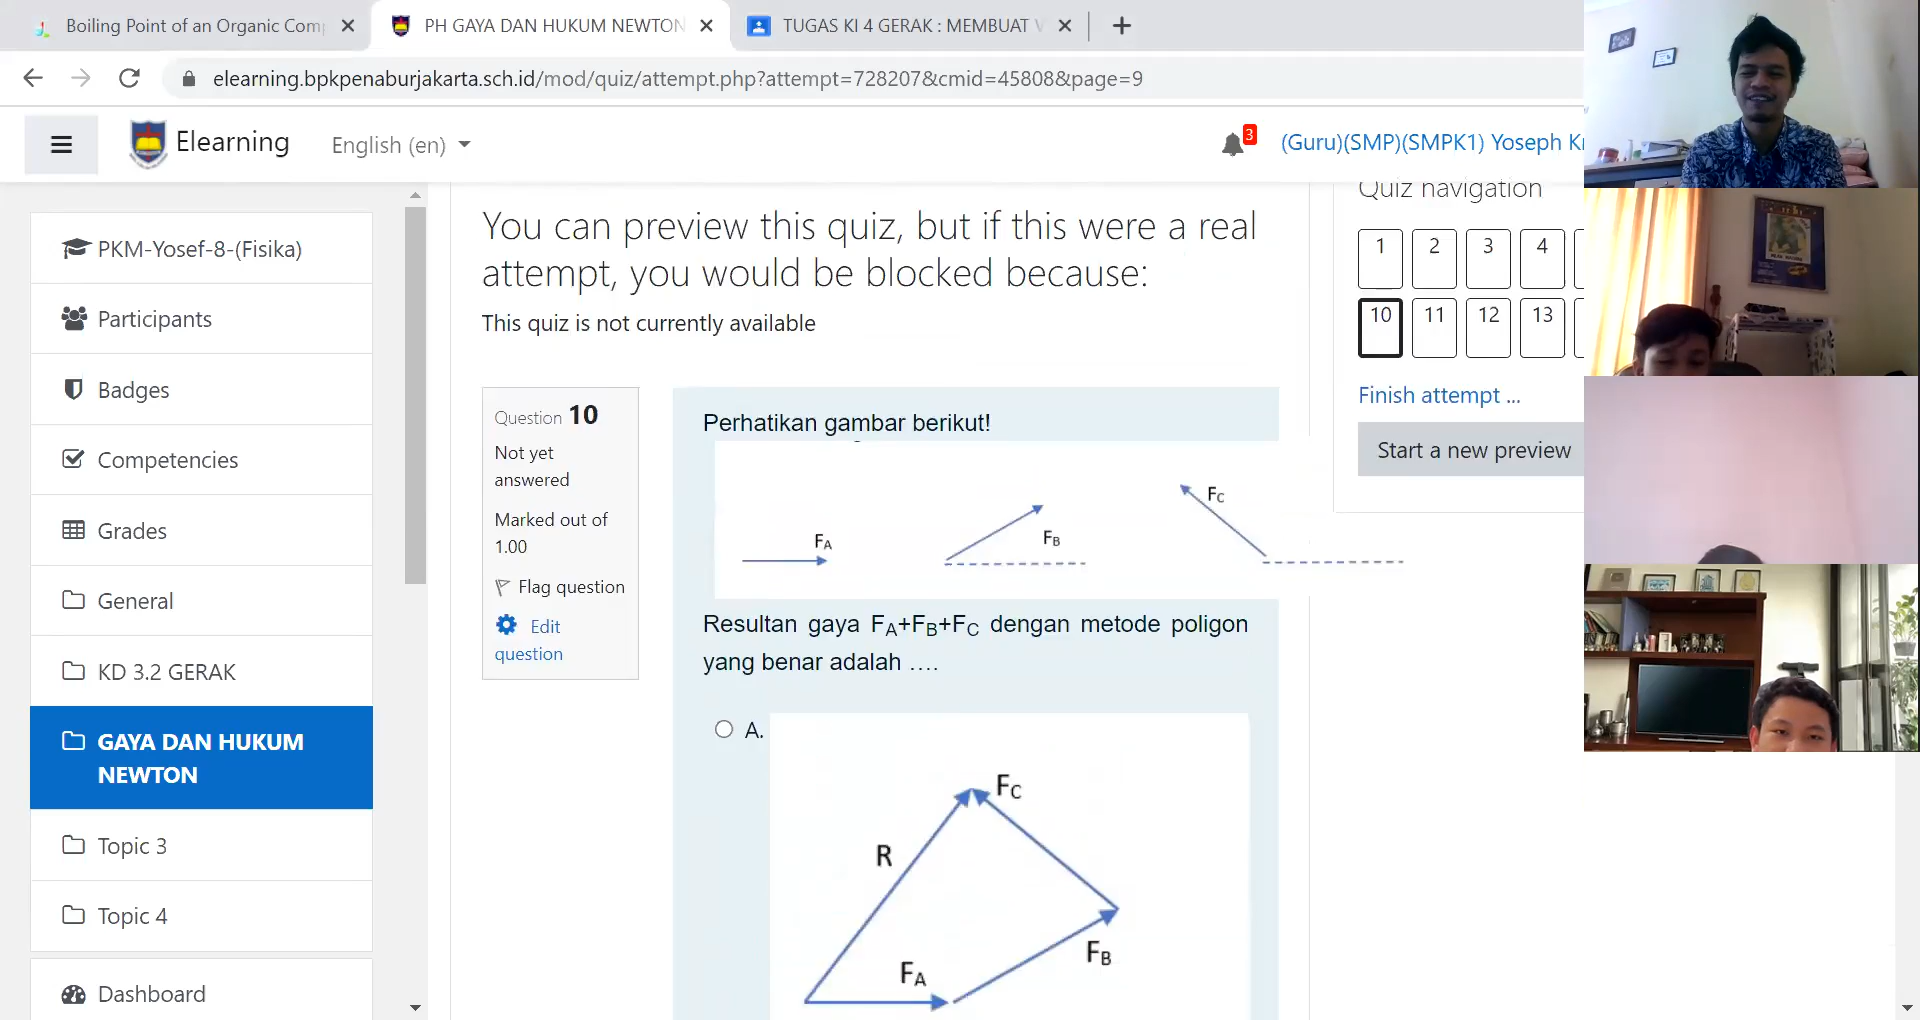 Boiling Point of an Organic Com
PH GAYA DAN HUKUM NEWTON
TUGAS KI 4 GERAK : MEMBUAT V
elearning.bpkpenaburjakarta.sch.id/mod/quiz/attempt.php?attempt=728207&cmid=45808&page=9
Elearning
English (en)
3
(Guru)(SMP)(SMPK1) Yoseph Kr
PKM-Yosef-8-(Fisika)
Participants
Badges
Competencies
Grades
General
KD 3.2 GERAK
GAYA DAN HUKUM
NEWTON
Topic 3
Topic 4
Dashboard
You can preview this quiz, but if this were a real
attempt, you would be blocked because:
This quiz is not currently available
Question 10
Not yet
answered
Marked out of
1.00
Flag question
Edit
question
Perhatikan gambar berikut!
FA
FB
FC
Resultan gaya FA+FB+FC dengan metode poligon
yang benar adalah ....
A.
FC
R
FB
FA
Quiz navigation
1 2 3 4
10 11 12 13
Finish attempt ...
Start a new preview